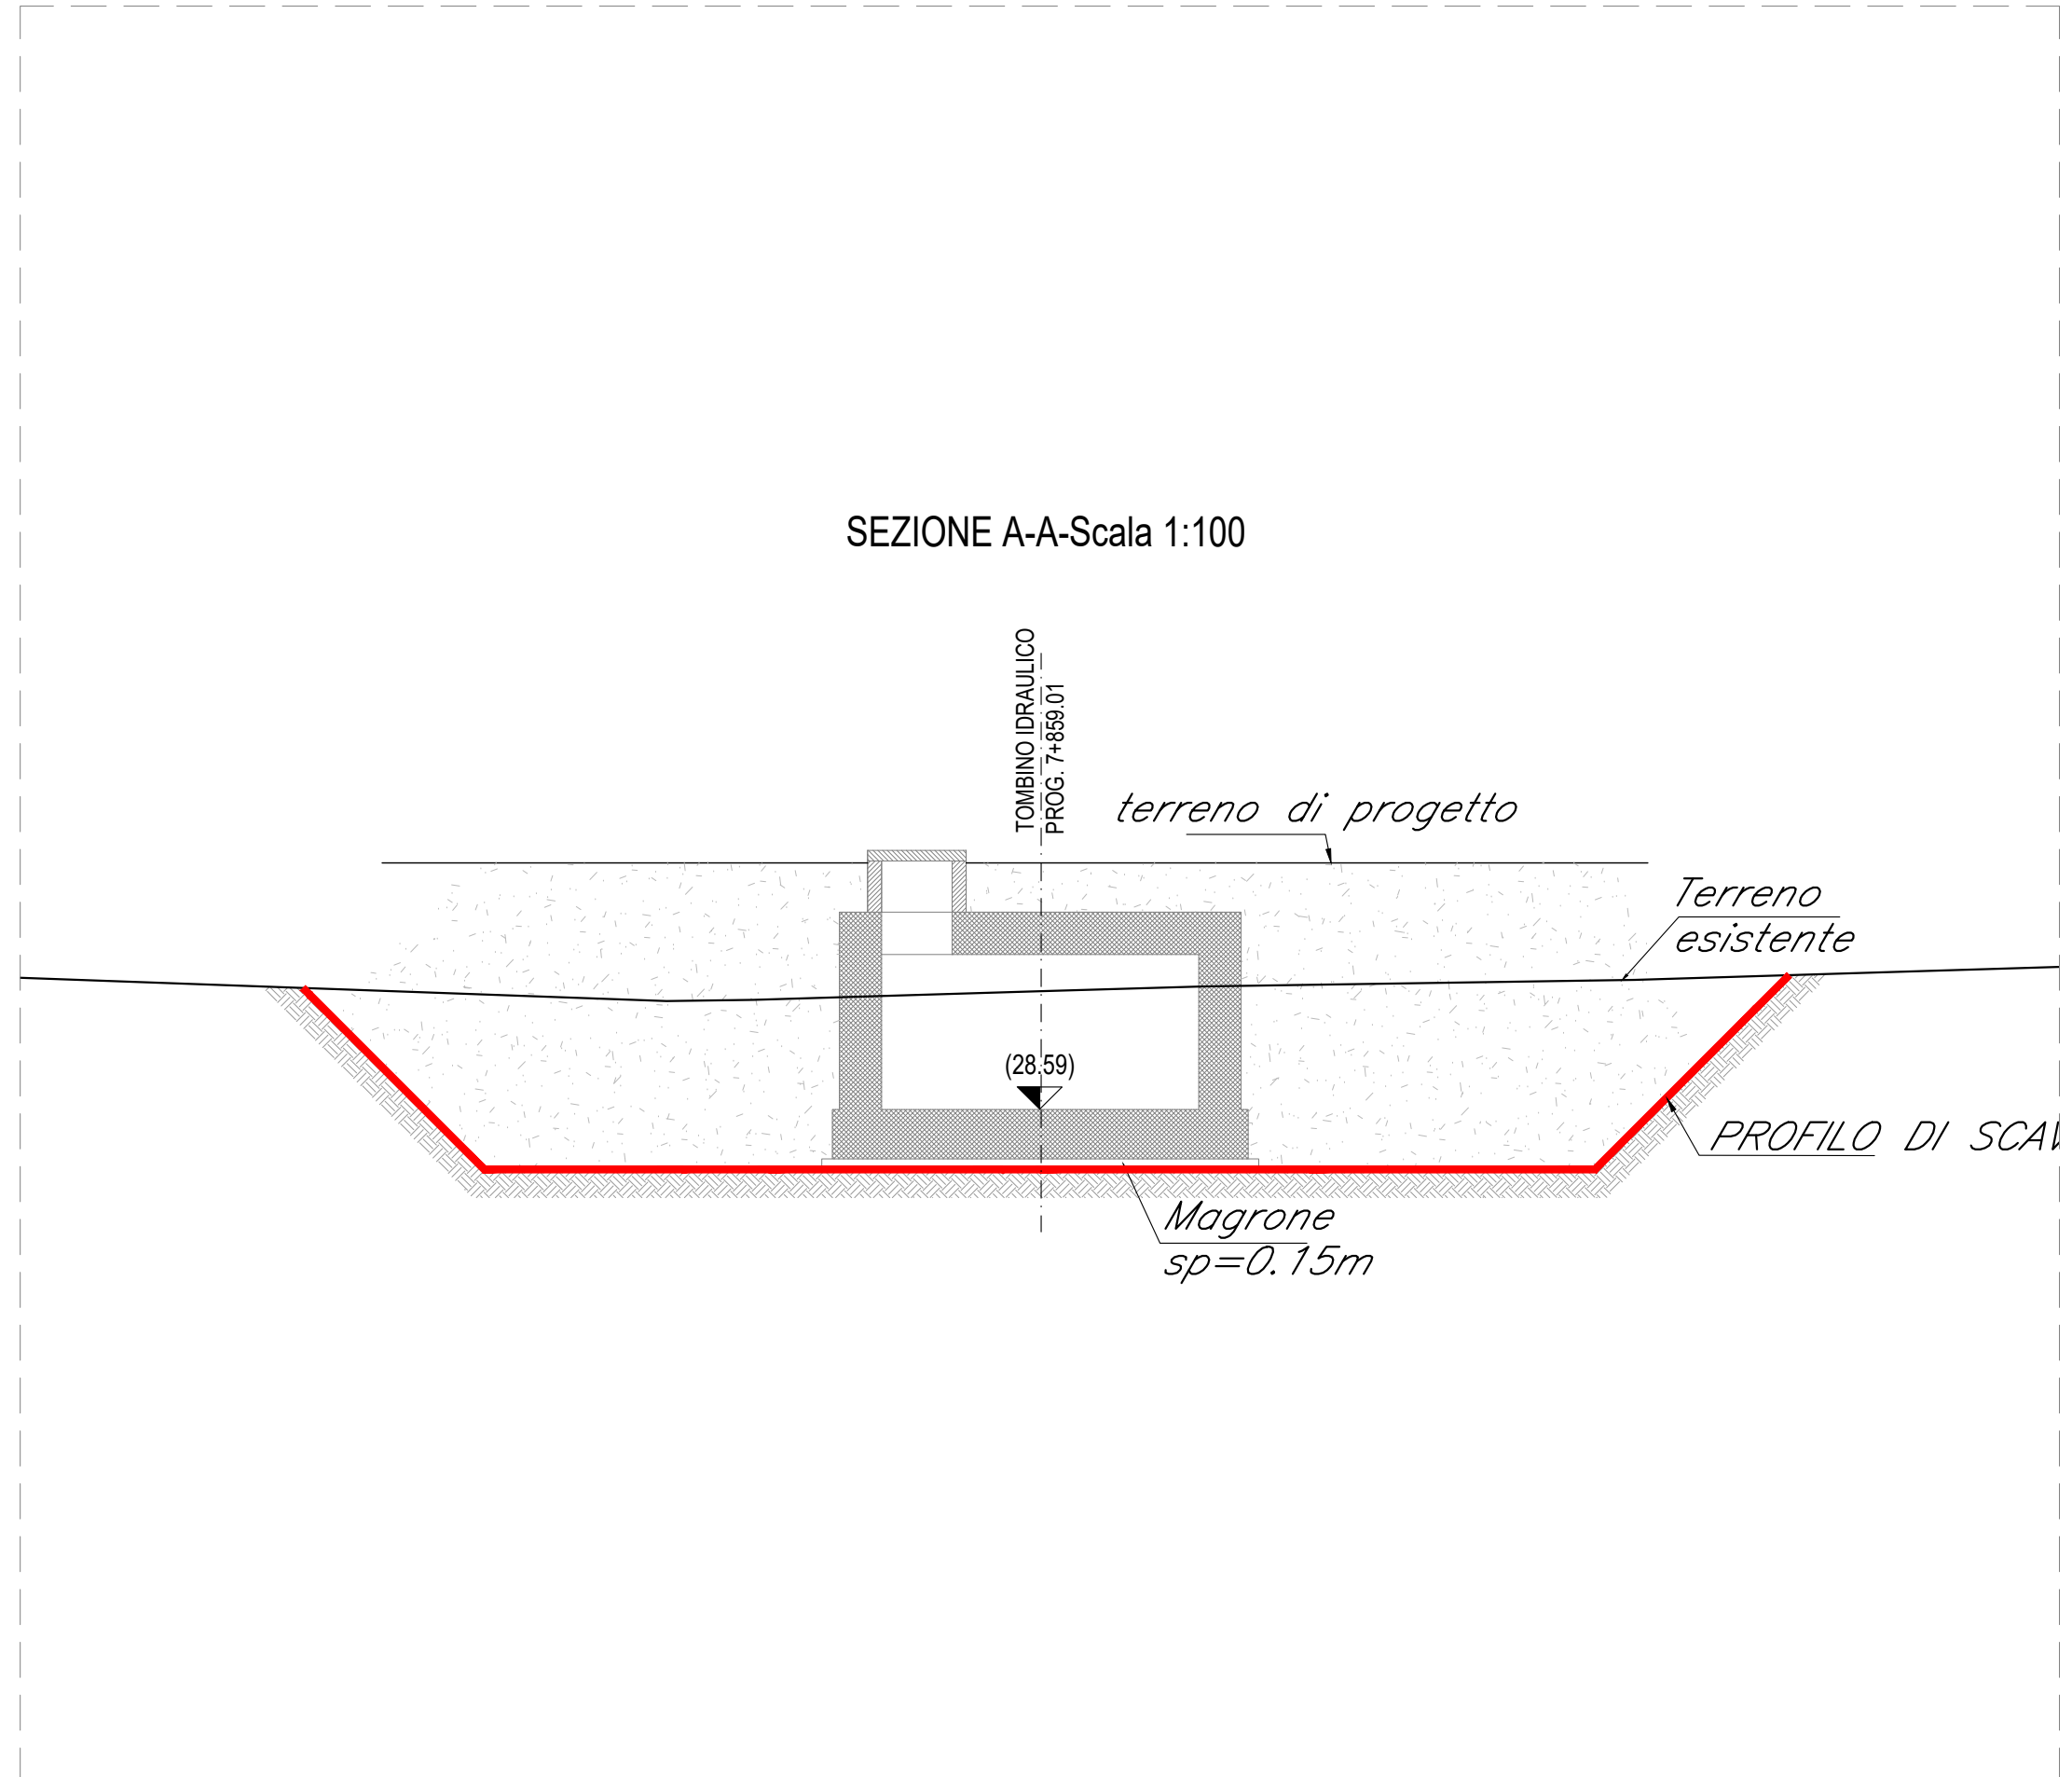 SEZIONE A-A-Scala 1:100
TOMBINO IDRAULICO
PROG. 7+859.01
terreno di progetto
Terreno
esistente
(28.59)
PROFILO DI
Magrone
sp=0.15m